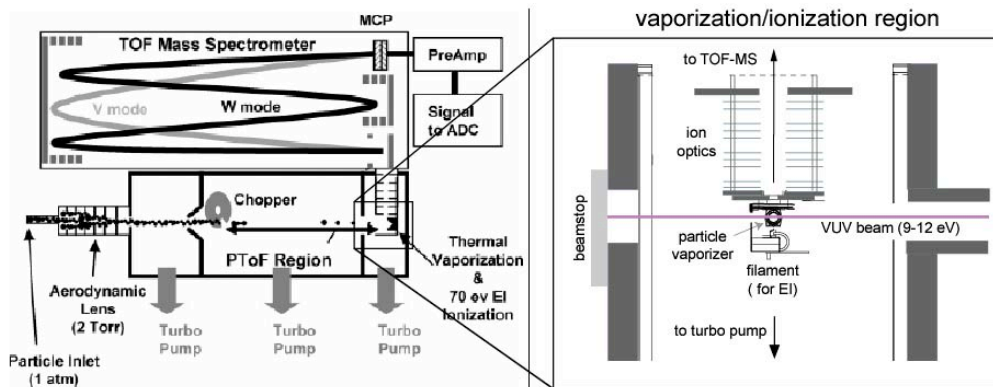 MCP
TOF Mass Spectrometer
V mode
W mode
PreAmp
Signal
to ADC
Chopper
PToF Region
Thermal
Vaporization
&
70 ev EI
Ionization
Aerodynamic
Lens
(2 Torr)
Particle Inlet
(1 atm)
Turbo
Pump
Turbo
Pump
Turbo
Pump
vaporization/ionization region
to TOF-MS
ion
optics
beamstop
particle
vaporizer
VUV beam (9-12 eV)
filament
( for EI)
to turbo pump